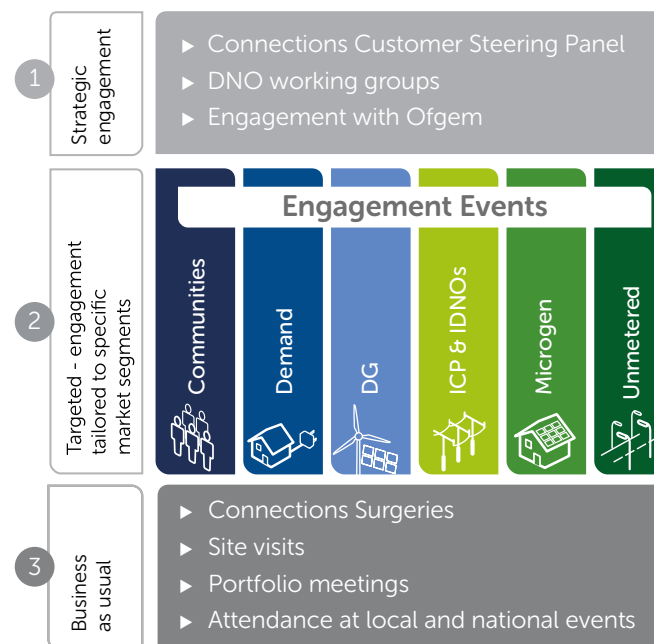 1
Strategic
engagement
Connections Customer Steering Panel
DNO working groups
Engagement with Ofgem
2
Targeted - engagement
tailored to specific
market segments
Engagement Events
Communities
Demand
DG
ICP & IDNOs
Microgen
Unmetered
3
Business
as usual
Connections Surgeries
Site visits
Portfolio meetings
Attendance at local and national events